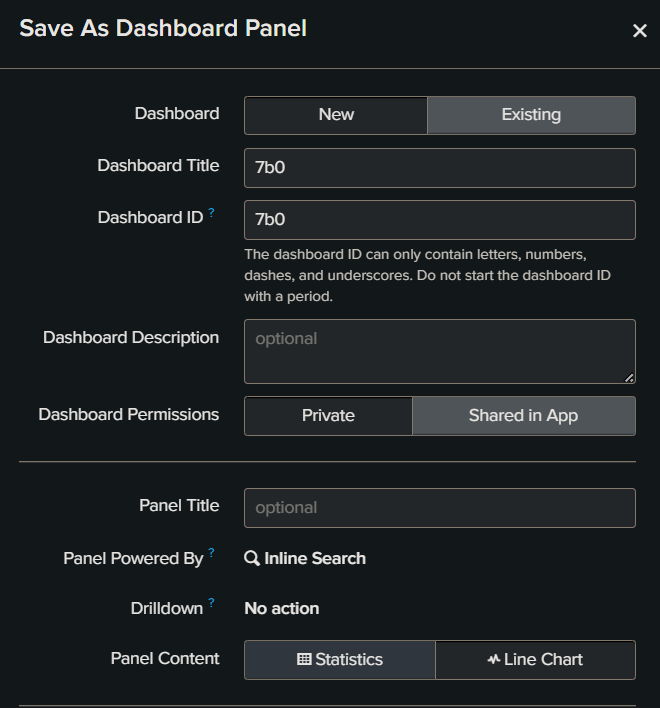 Save As Dashboard Panel
Dashboard New Existing
Dashboard Title 7b0
Dashboard ID ? 7b0
The dashboard ID can only contain letters, numbers,
dashes, and underscores. Do not start the dashboard ID
with a period.
Dashboard Description optional
Dashboard Permissions Private Shared in App
Panel Title optional
Panel Powered By ? Inline Search
Drilldown ? No action
Panel Content Statistics Line Chart